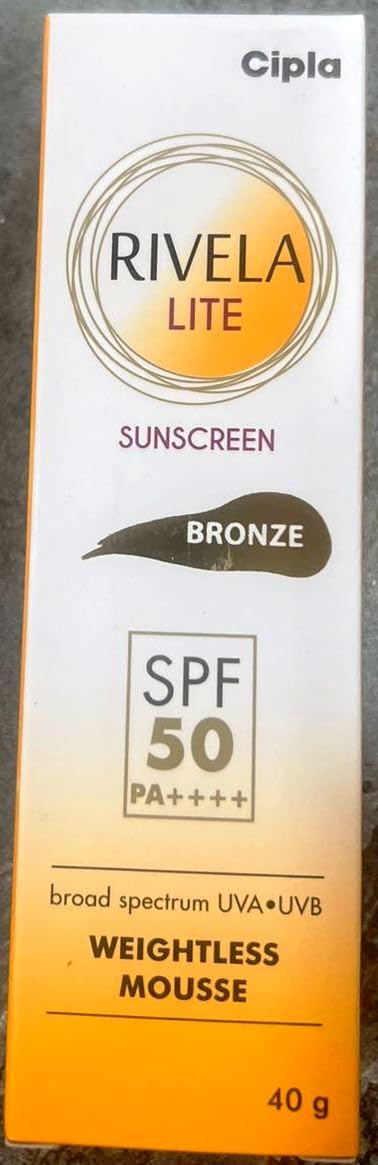 Cipla
RIVELA
LITE
SUNSCREEN
BRONZE
SPF
50
PA++++
broad spectrum UVA•UVB
WEIGHTLESS
MOUSSE
40 g